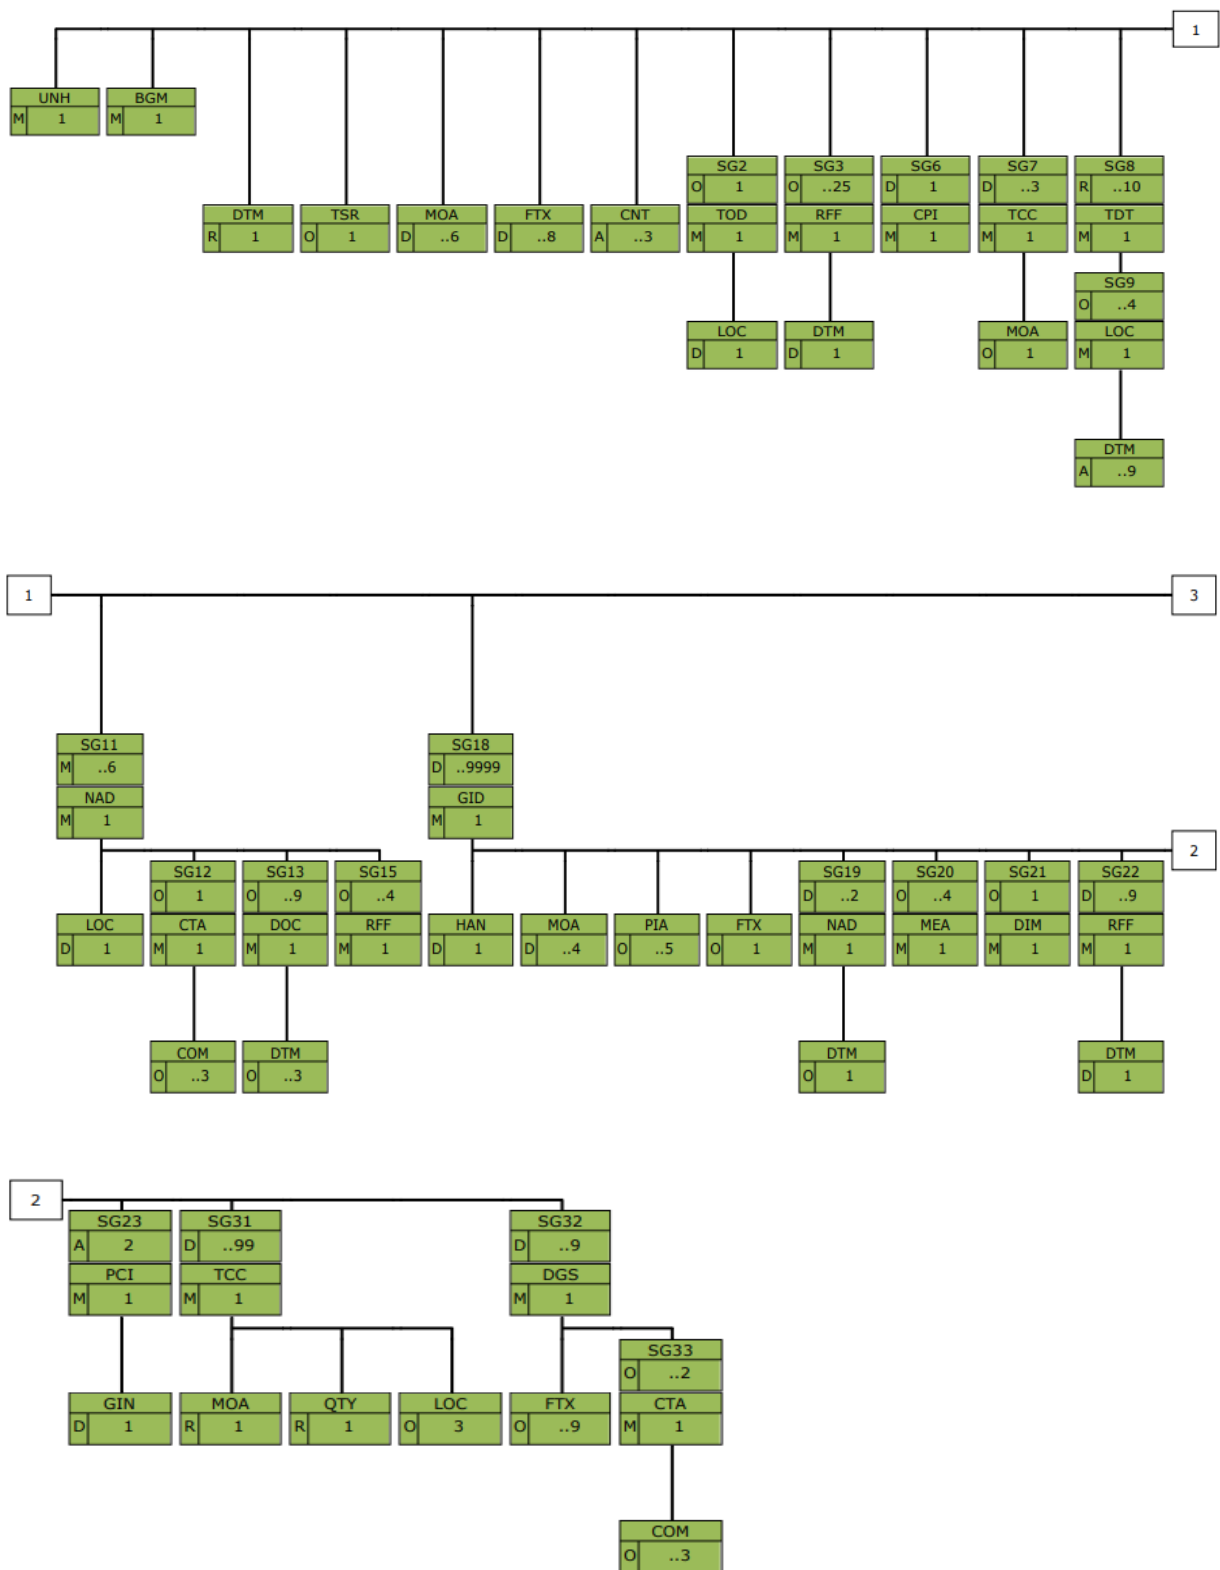 1
UNH BGM
M 1 M 1
SG2 SG3 SG6 SG7 SG8
O 1 O ..25 D 1 D ..3 R ..10
DTM TSR MOA FTX CNT TOD RFF CPI TCC TDT
R 1 O 1 D ..6 D ..8 A ..3 M 1 M 1 M 1 M 1 M 1
SG9
O ..4
LOC DTM MOA LOC
D 1 D 1 O 1 M 1
DTM
A ..9
1 3
SG11 SG18
M ..6 D ..9999
NAD GID
M 1 M 1
2
SG12 SG13 SG15 SG19 SG20 SG21 SG22
O 1 O ..9 O ..4 D ..2 O ..4 O 1 D ..9
LOC CTA DOC RFF HAN MOA PIA FTX NAD MEA DIM RFF
D 1 M 1 M 1 M 1 D 1 D ..4 O ..5 O 1 M 1 M 1 M 1 M 1
COM DTM DTM DTM
O ..3 O ..3 O 1 D 1
2
SG23 SG31 SG32
A 2 D ..99 D ..9
PCI TCC DGS
M 1 M 1 M 1
SG33
O ..2
GIN MOA QTY LOC FTX CTA
D 1 R 1 R 1 O 3 O ..9 M 1
COM
O ..3